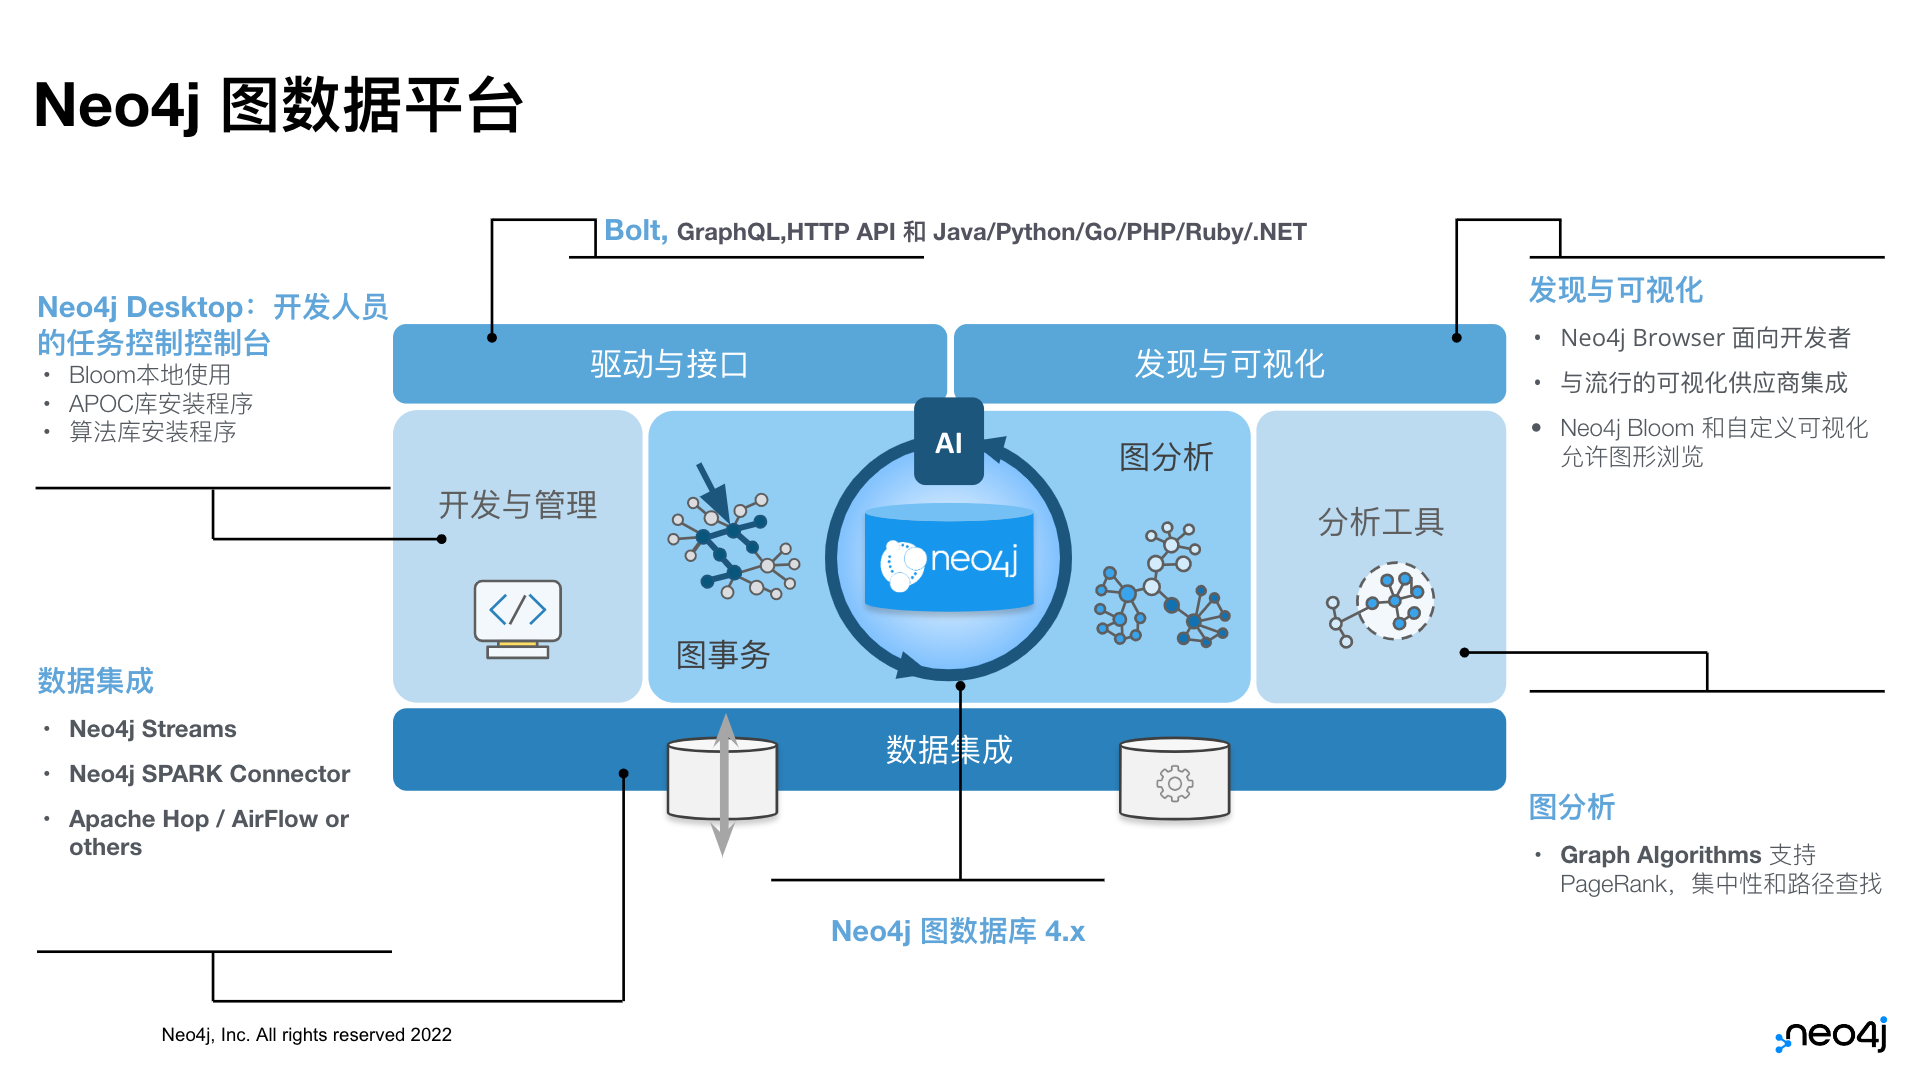 Neo4j 图数据平台
Bolt, GraphQL,HTTP API 和 Java/Python/Go/PHP/Ruby/.NET
Neo4j Desktop：开发人员
的任务控制控制台
• Bloom本地使用
• APOC库安装程序
• 算法库安装程序
数据集成
• Neo4j Streams
• Neo4j SPARK Connector
• Apache Hop / AirFlow or
others
驱动与接口
发现与可视化
AI
开发与管理
图事务
neo4j
图分析
分析工具
数据集成
Neo4j 图数据库 4.x
发现与可视化
• Neo4j Browser 面向开发者
• 与流行的可视化供应商集成
• Neo4j Bloom 和自定义可视化
允许图形浏览
图分析
• Graph Algorithms 支持
PageRank，集中性和路径查找
Neo4j, Inc. All rights reserved 2022
neo4j